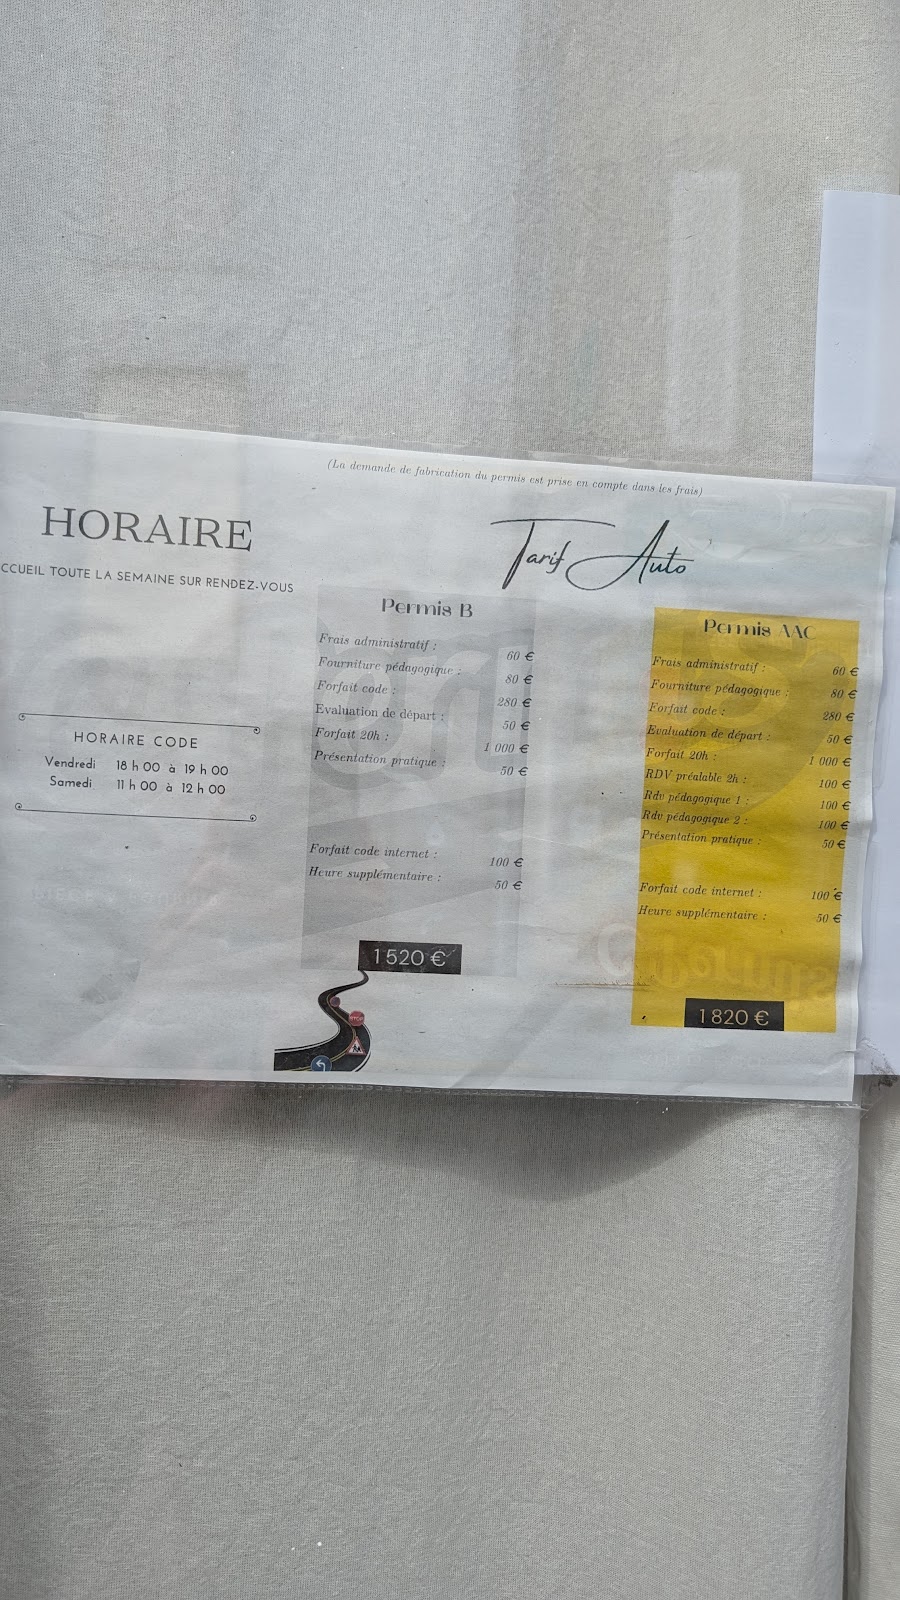 (La demande de fabrication du permis est prise en compte dans les frais)
HORAIRE
CCUEIL TOUTE LA SEMAINE SUR RENDEZ-VOUS
HORAIRE CODE
Vendredi 18 h 00 à 19 h 00
Samedi 11 h 00 à 12 h 00
Tarif Auto
Permis B
Frais administratif : 60 €
Fourniture pédagogique : 80 €
Forfait code : 280 €
Evaluation de départ : 50 €
Forfait 20h : 1 000 €
Présentation pratique : 50 €
Forfait code internet : 100 €
Heure supplémentaire : 50 €
1 520 €
STOP
Permis AAC
Frais administratif : 60 €
Fourniture pédagogique : 80 €
Forfait code : 280 €
Evaluation de départ : 50 €
Forfait 20h : 1 000 €
RDV préalable 2h : 100 €
Rdv pédagogique 1 : 100 €
Rdv pédagogique 2 : 100 €
Présentation pratique : 50 €
Forfait code internet : 100 €
Heure supplémentaire : 50 €
1 820 €